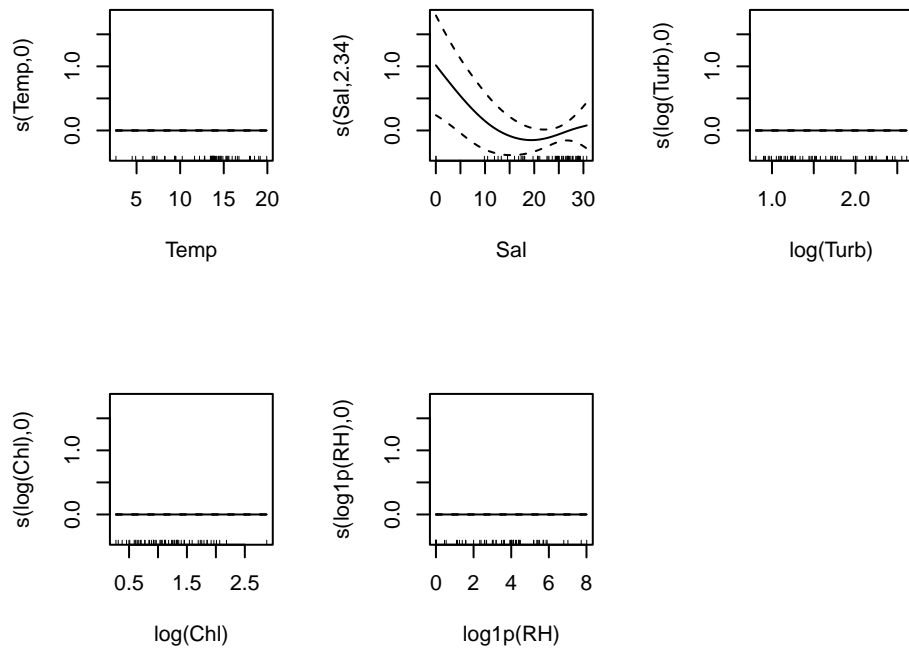 s(Temp,0)
0.0 1.0
5 10 15 20
Temp
s(Sal,2.34)
0.0 1.0
0 10 20 30
Sal
s(log(Turb),0)
0.0 1.0
1.0 2.0
log(Turb)
s(log(Chl),0)
0.0 1.0
0.5 1.5 2.5
log(Chl)
s(log1p(RH),0)
0.0 1.0
0 2 4 6 8
log1p(RH)